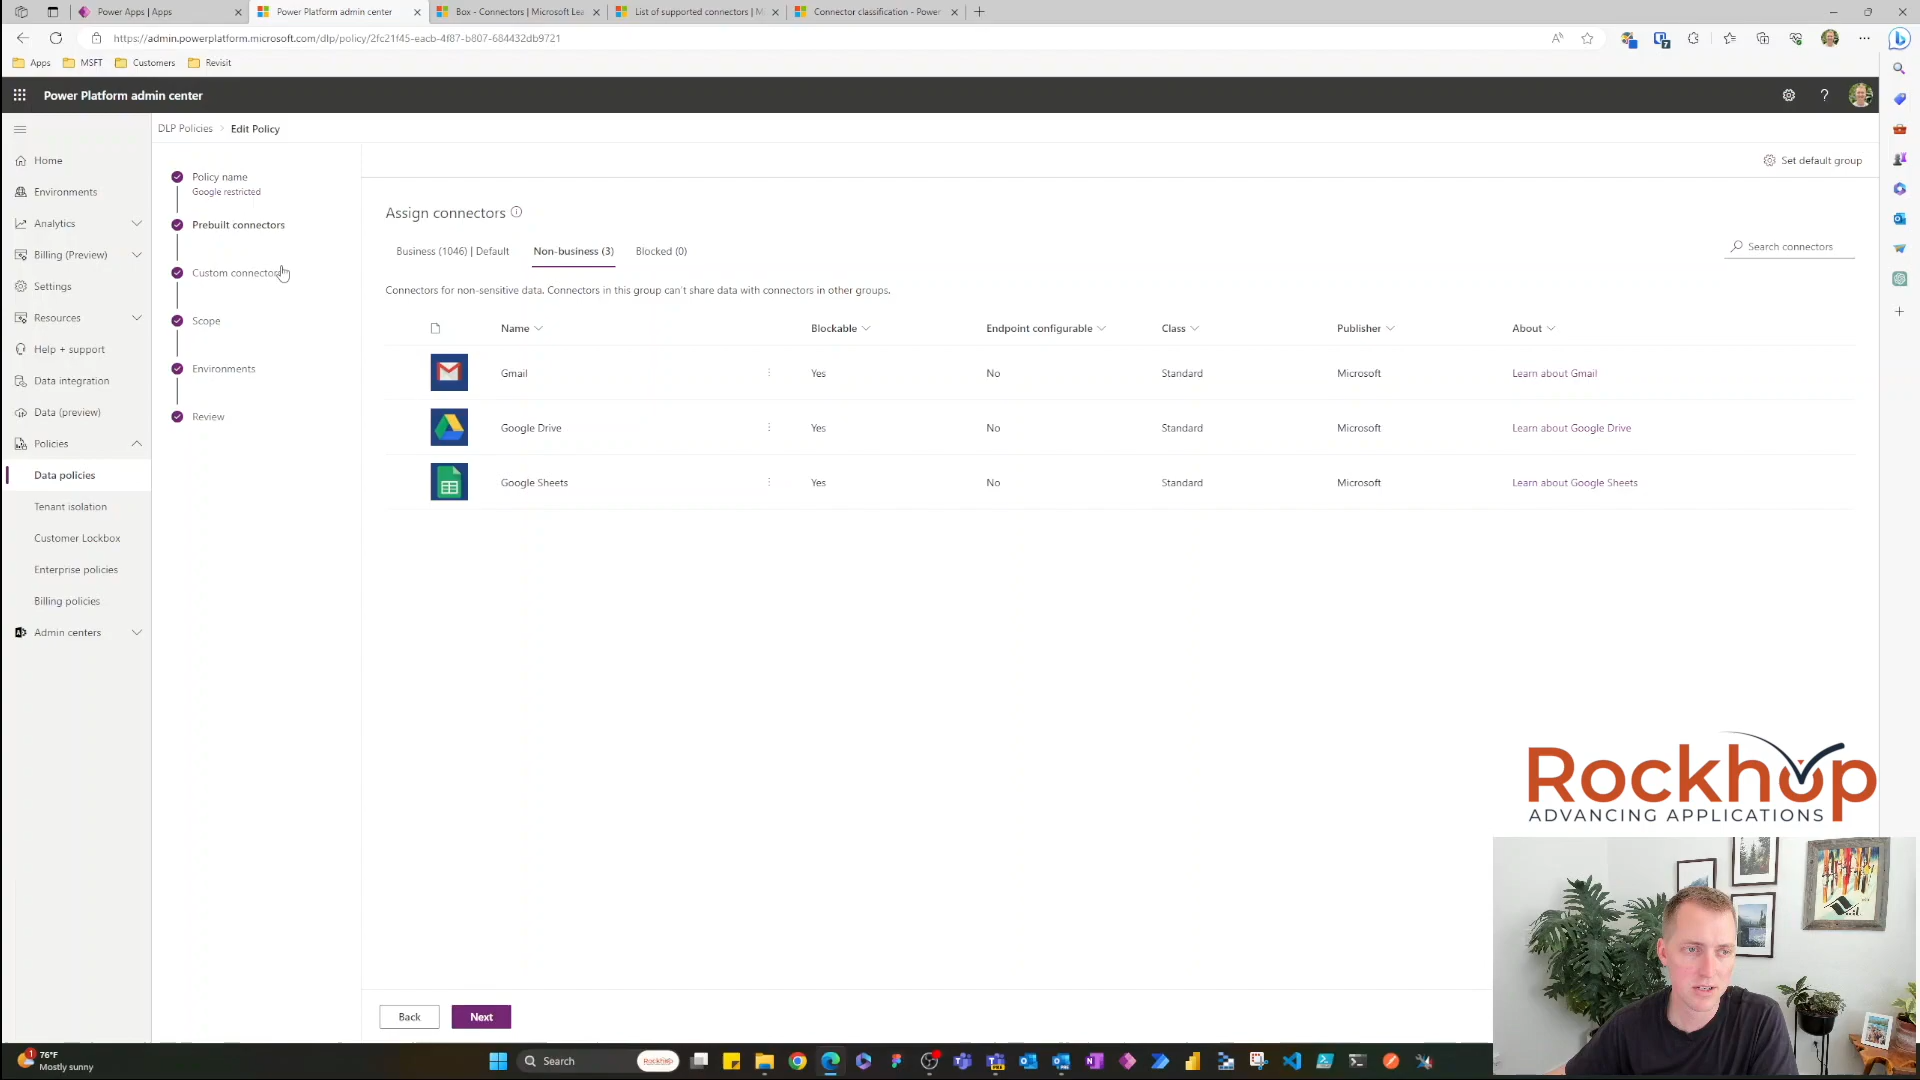 Power Apps | Apps
Power Platform admin center
Box - Connectors | Microsoft Lea
List of supported connectors | Mi
Connector classification - Power
https://admin.powerplatform.microsoft.com/dlp/policy/2fc21f45-eacb-4f87-b807-684432db9721
Apps
MSFT
Customers
Revisit
Power Platform admin center
DLP Policies > Edit Policy
Home
Environments
Analytics
Billing (Preview)
Settings
Resources
Help + support
Data integration
Data (preview)
Policies
Data policies
Tenant isolation
Customer Lockbox
Enterprise policies
Billing policies
Admin centers
Policy name
Google restricted
Prebuilt connectors
Custom connectors
Scope
Environments
Review
Set default group
Assign connectors
Business (1046) | Default
Non-business (3)
Blocked (0)
Search connectors
Connectors for non-sensitive data. Connectors in this group can't share data with connectors in other groups.
Name Blockable Endpoint configurable Class Publisher About
Gmail Yes No Standard Microsoft Learn about Gmail
Google Drive Yes No Standard Microsoft Learn about Google Drive
Google Sheets Yes No Standard Microsoft Learn about Google Sheets
Back
Next
Rockhop
ADVANCING APPLICATIONS
1
76°F
Mostly sunny
Search
Rockhop